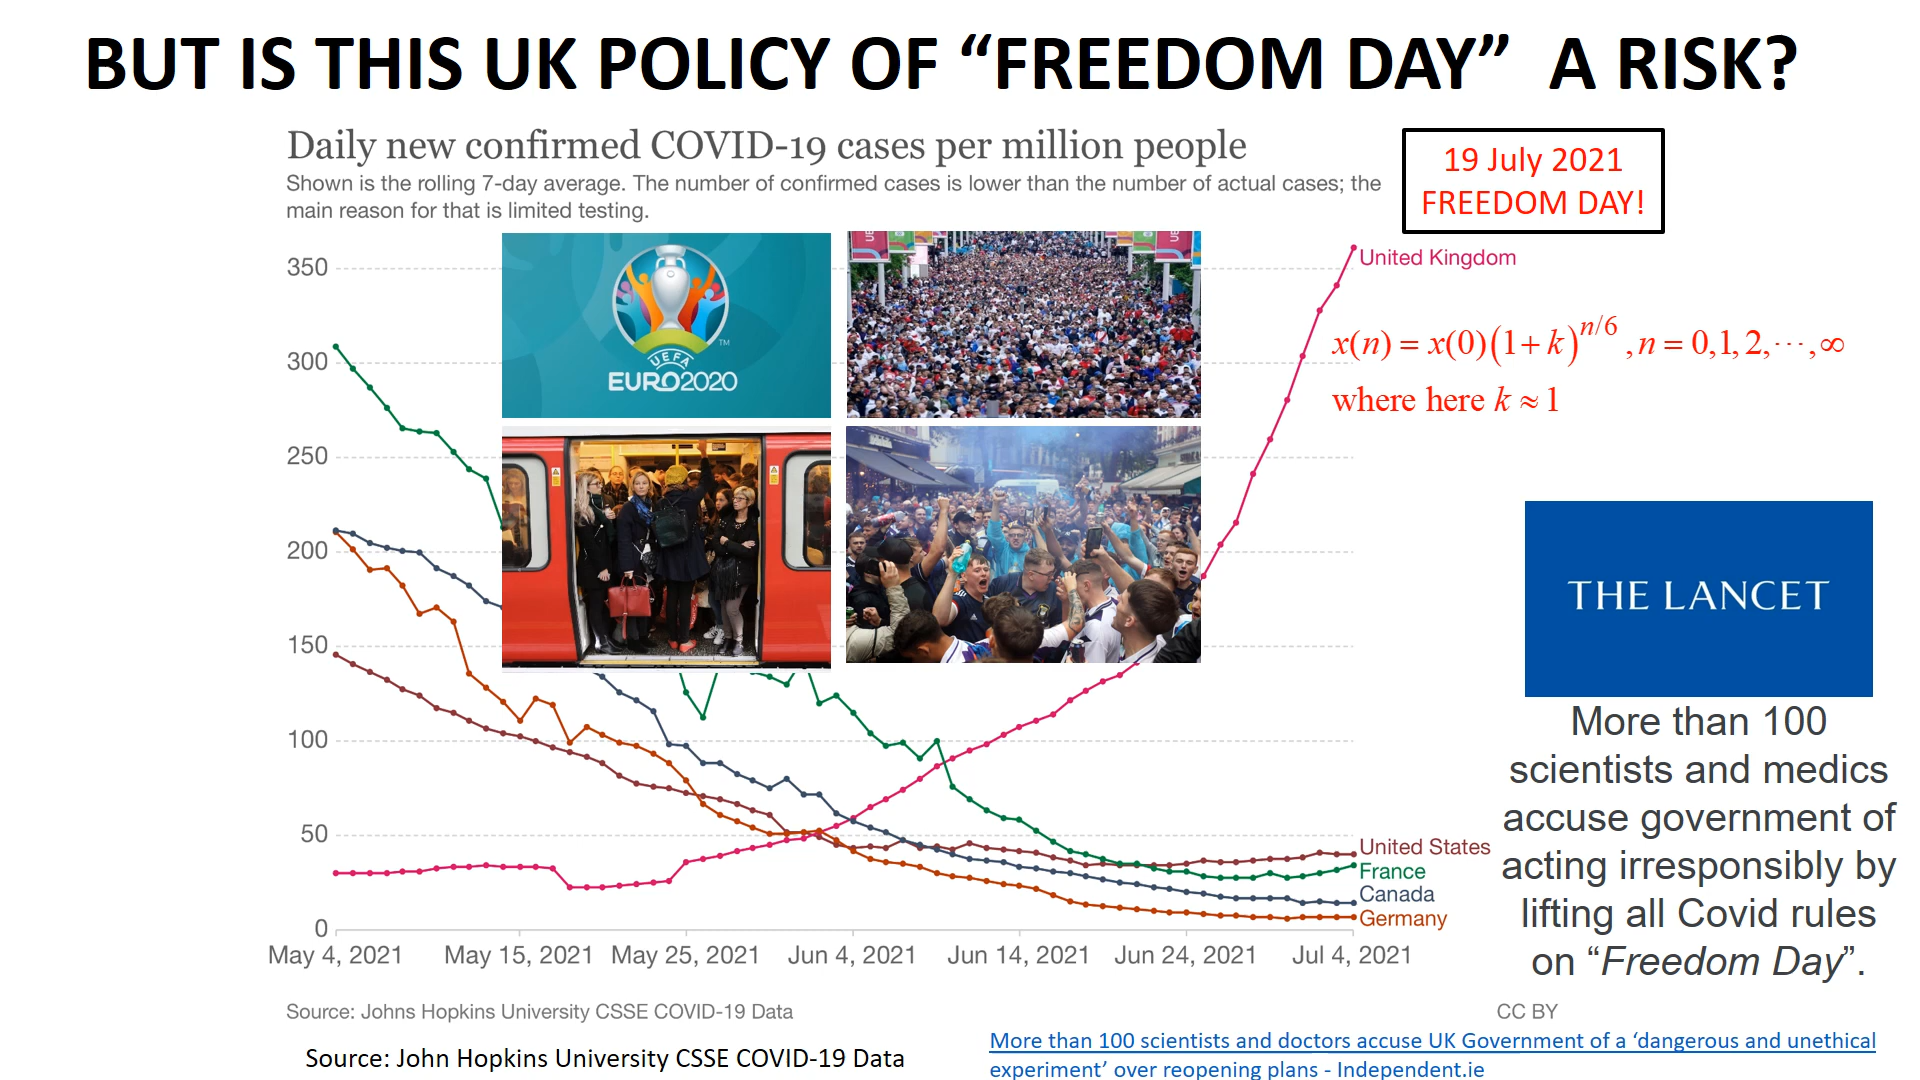 BUT IS THIS UK POLICY OF “FREEDOM DAY”  A RISK?
Daily new confirmed COVID-19 cases per million people
Shown is the rolling 7-day average. The number of confirmed cases is lower than the number of actual cases; the
main reason for that is limited testing.
19 July 2021
FREEDOM DAY!
350
300
250
200
150
100
50
0
May 4, 2021
May 15, 2021
May 25, 2021
Jun 4, 2021
Jun 14, 2021
Jun 24, 2021
Jul 4, 2021
UEFA
EURO2020
TM
United Kingdom
x(n) = x(0)(1+k)^{n/6}, n = 0,1,2,⋯,∞
where here k ≈ 1
THE LANCET
More than 100
scientists and medics
accuse government of
acting irresponsibly by
lifting all Covid rules
on “Freedom Day”.
United States
France
Canada
Germany
Source: Johns Hopkins University CSSE COVID-19 Data
CC BY
Source: John Hopkins University CSSE COVID-19 Data
More than 100 scientists and doctors accuse UK Government of a ‘dangerous and unethical
experiment’ over reopening plans - Independent.ie